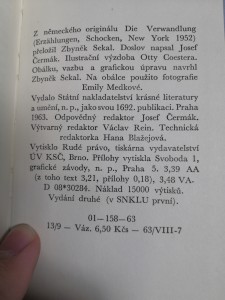 Z německého originálu Die Verwandlung
(Erzählungen, Schocken, New York 1952)
přeložil Zbyněk Sekal. Doslov napsal Josef
Čermák. Ilustrační výzdoba Otty Coestera.
Obálku, vazbu a grafickou úpravu navrhl
Zbyněk Sekal. Na obálce použito fotografie
Emily Medkové.
Vydalo Státní nakladatelství krásné literatury
a umění, n. p., jako svou 1692. publikaci. Praha
1963. Odpovědný redaktor Josef Čermák.
Výtvarný redaktor Václav Rein. Technická
redaktorka Hana Blažejová.
Vytisklo Rudé právo, tiskárna vydavatelství
ÚV KSČ, Brno. Přílohy vytiskla Svoboda 1,
grafické závody, n. p., Praha 5. 3,39 AA
(z toho text 3,21, přílohy 0,18), 3,48 VA.
D 08*30284. Náklad 15000 výtisků.
Vydání druhé (v SNKLU první).
01—158—63
13/9 — Váz. 6,50 Kčs — 63/VIII-7